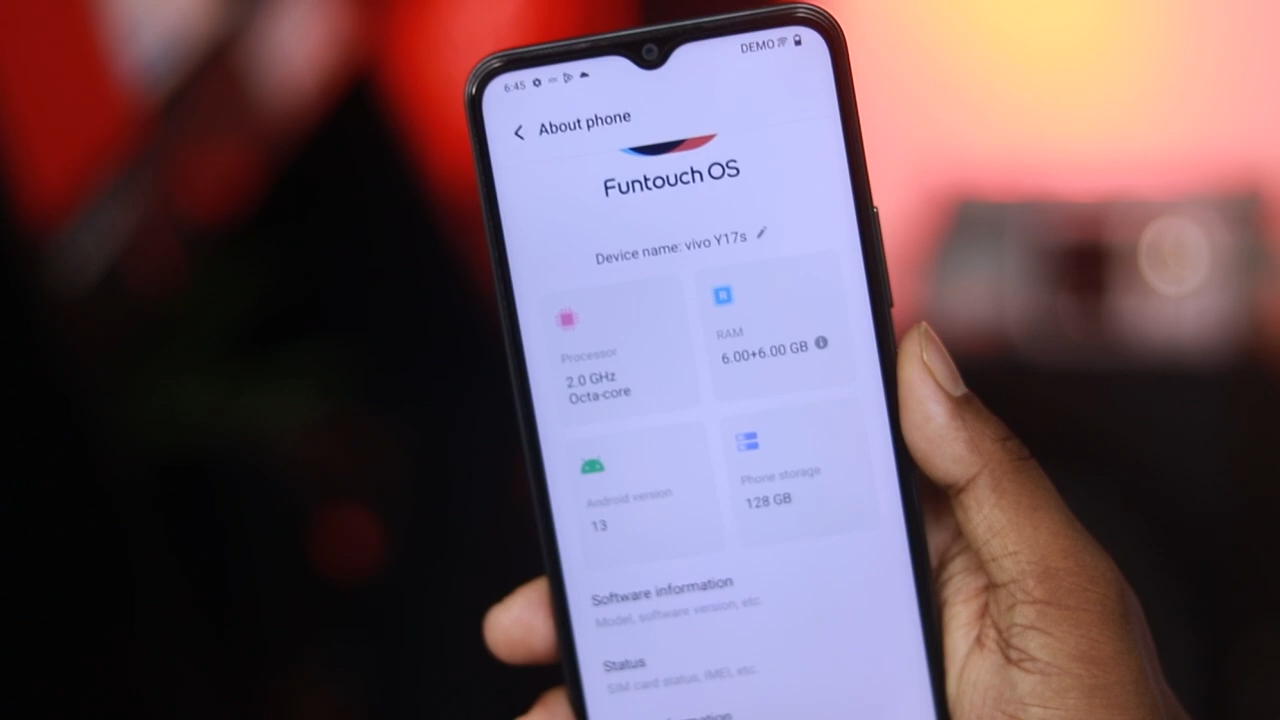 6:45 DEMO
About phone
Funtouch OS
Device name: vivo Y17s
R
Processor
2.0 GHz
Octa-core
RAM
6.00+6.00 GB
Android version
13
Phone storage
128 GB
Software information
Model, software version, etc.
Status
SIM card status, IMEI, etc.